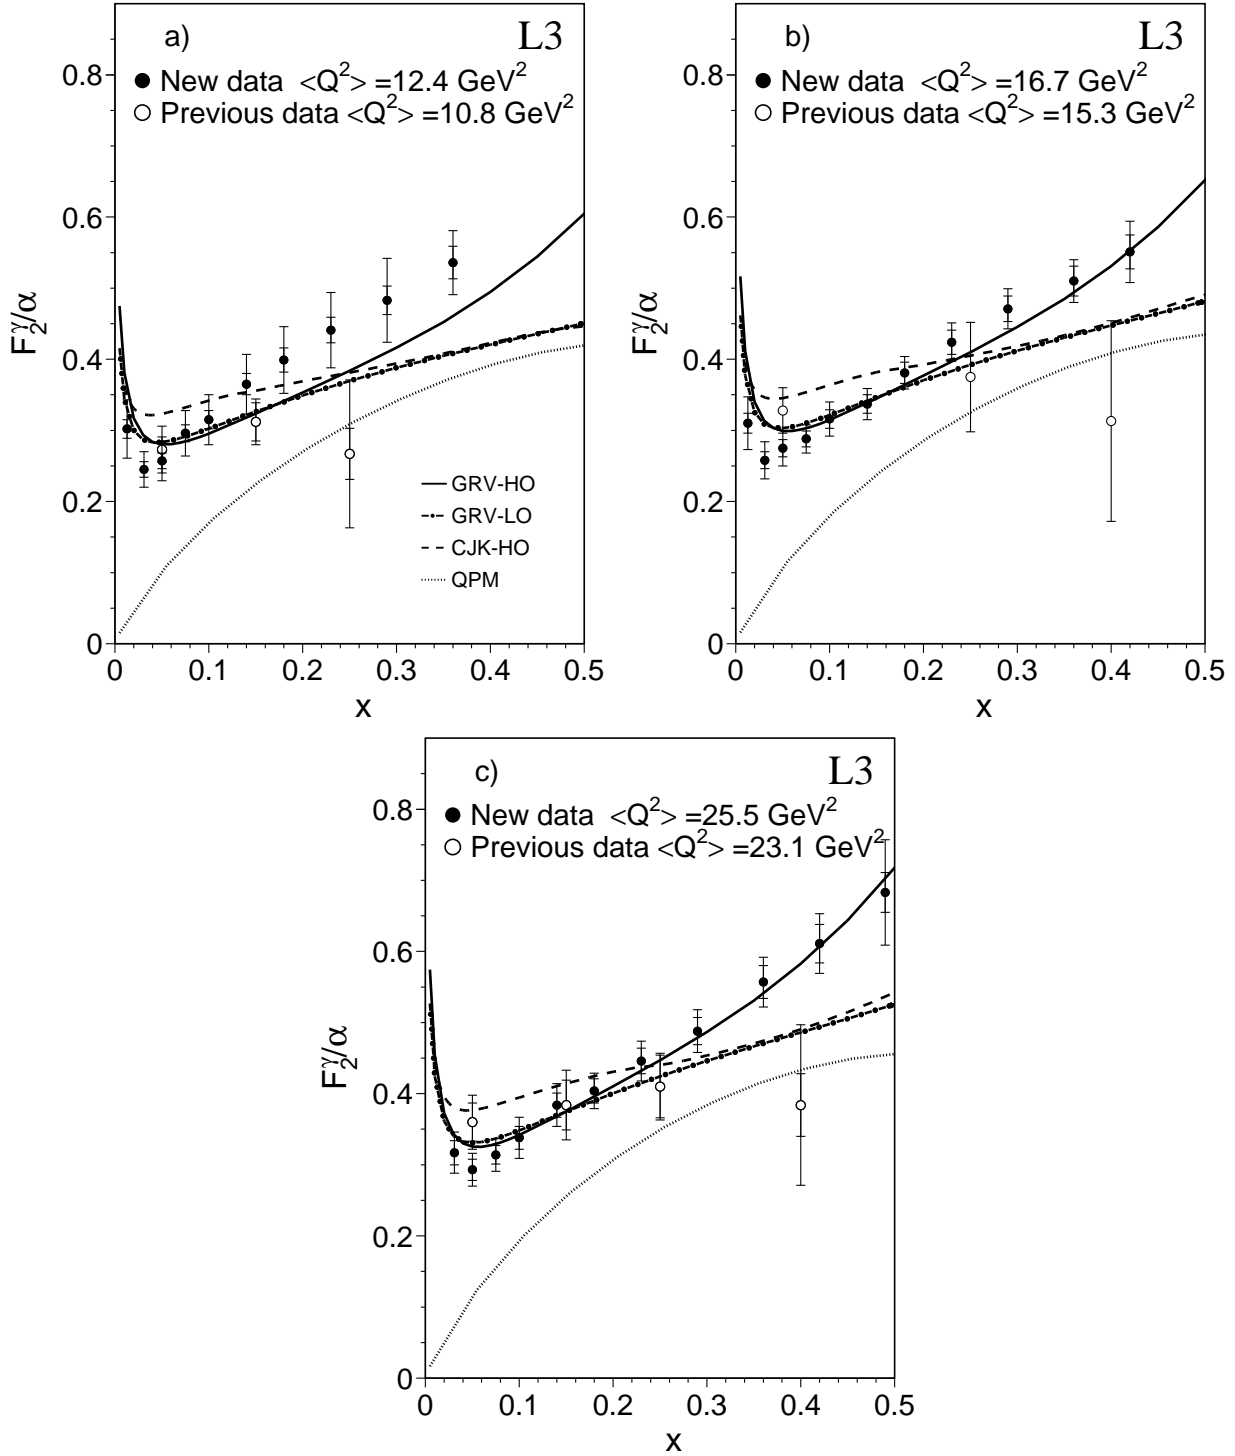 a)
L3
New data <Q²> =12.4 GeV²
Previous data <Q²> =10.8 GeV²
0.8
0.6
0.4
0.2
0
F₂^γ/α
GRV-HO
GRV-LO
CJK-HO
QPM
0 0.1 0.2 0.3 0.4 0.5
x
b)
L3
New data <Q²> =16.7 GeV²
Previous data <Q²> =15.3 GeV²
0.8
0.6
0.4
0.2
0
F₂^γ/α
0 0.1 0.2 0.3 0.4 0.5
x
c)
L3
New data <Q²> =25.5 GeV²
Previous data <Q²> =23.1 GeV²
0.8
0.6
0.4
0.2
0
F₂^γ/α
0 0.1 0.2 0.3 0.4 0.5
x